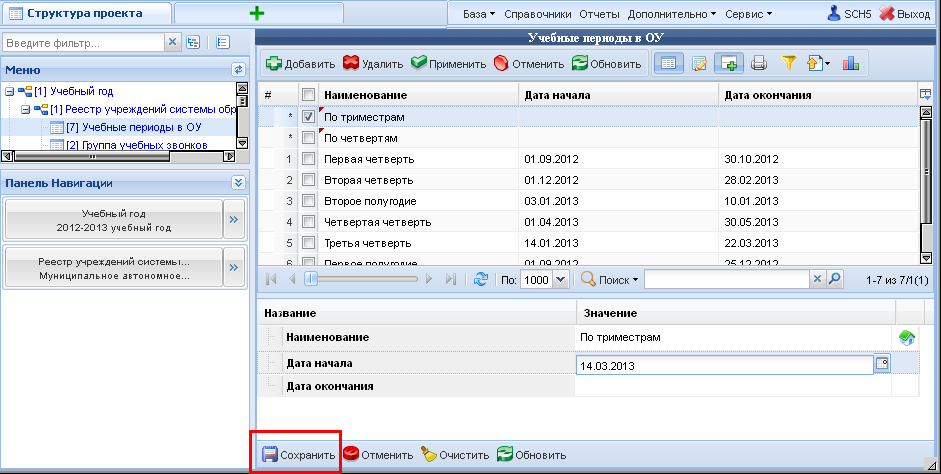 Структура проекта
База Справочники Отчеты Дополнительно Сервис SCH5 Выход
Введите фильтр...
Учебные периоды в ОУ
Меню
[1] Учебный год
[1] Реестр учреждений системы обр
[7] Учебные периоды в ОУ
[2] Группа учебных звонков
Панель Навигации
Учебный год
2012-2013 учебный год
»
Реестр учреждений системы...
Муниципальное автономное...
»
Добавить Удалить Применить Отменить Обновить
# Наименование Дата начала Дата окончания
* По триместрам
* По четвертям
1 Первая четверть 01.09.2012 30.10.2012
2 Вторая четверть 01.12.2012 28.02.2013
3 Второе полугодие 03.01.2013 10.01.2013
4 Четвертая четверть 01.04.2013 30.05.2013
5 Третья четверть 14.01.2013 22.03.2013
6 Первое полугодие 01.09.2012 25.12.2012
По: 1000 Поиск 1-7 из 7/1(1)
Название Значение
Наименование По триместрам
Дата начала 14.03.2013
Дата окончания
Сохранить Отменить Очистить Обновить